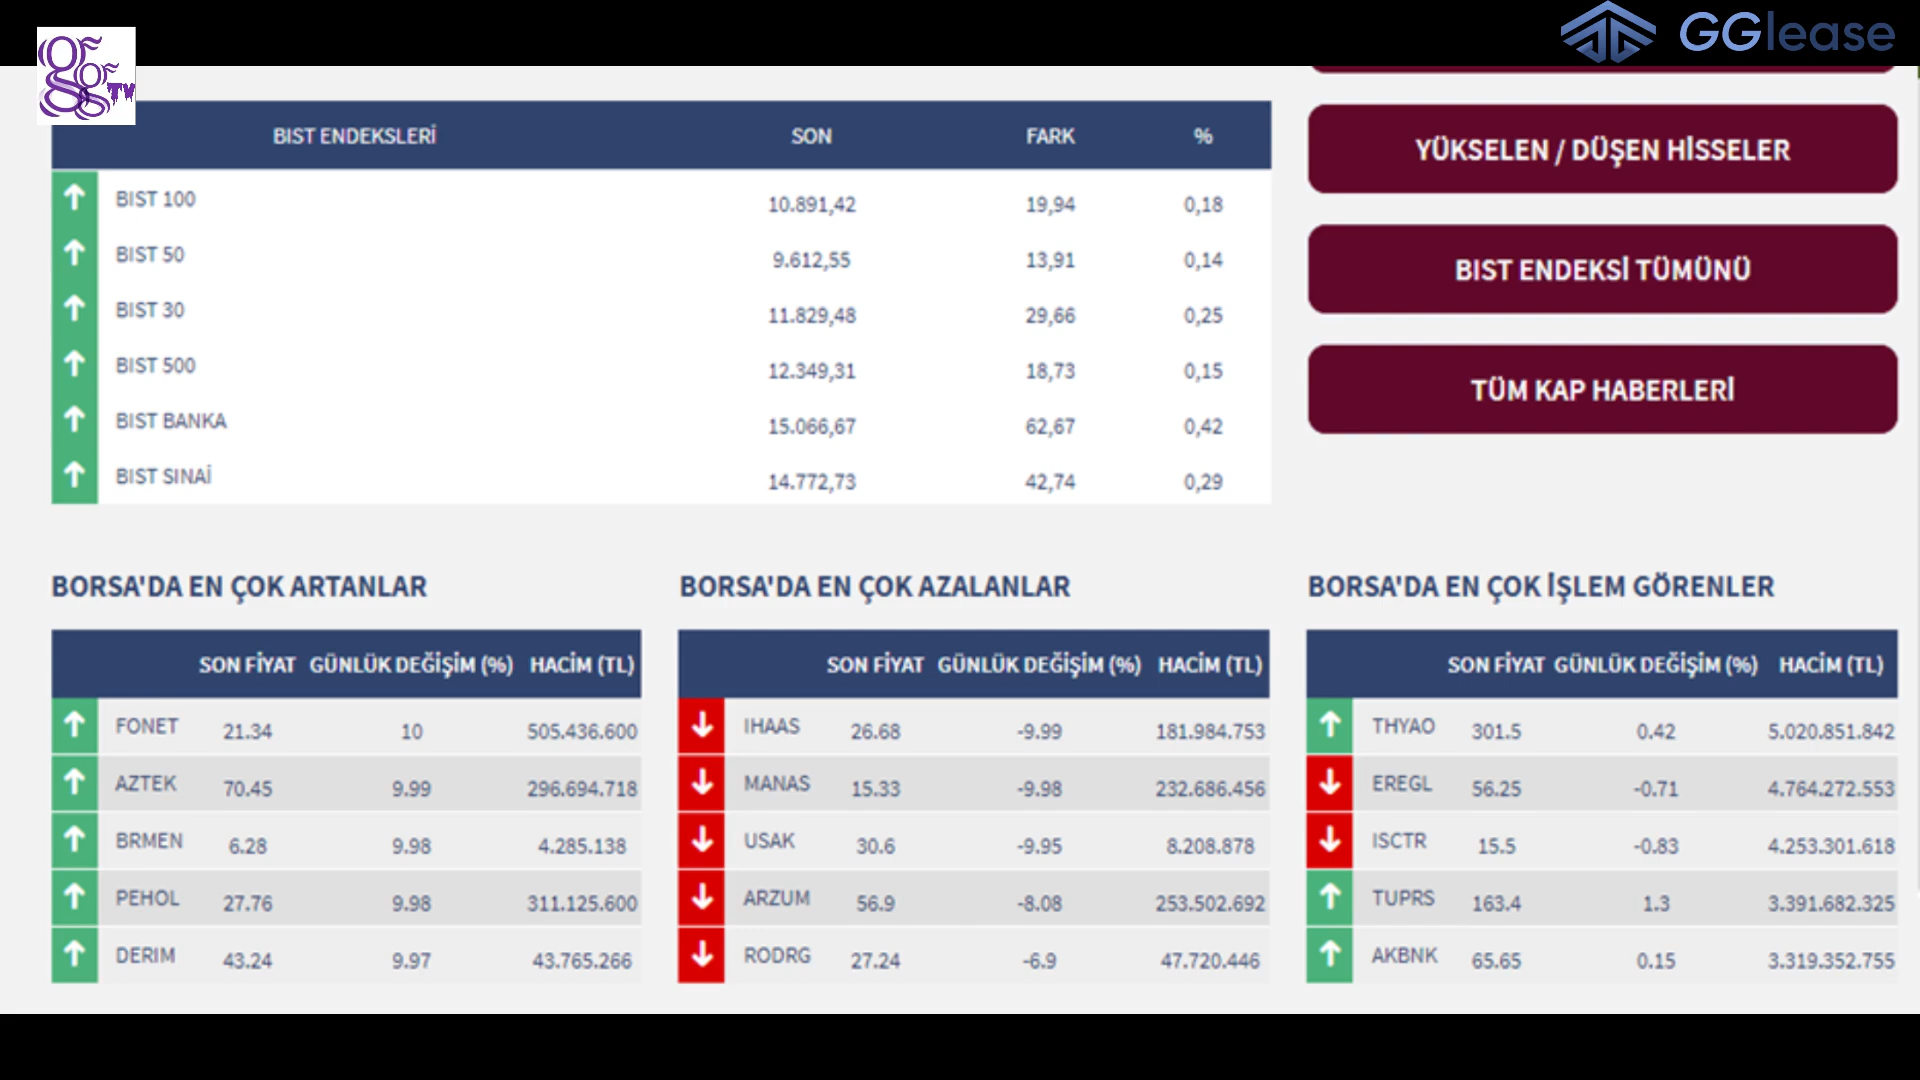 GGlease
gg
gg TV
BIST ENDEKSLERİ SON FARK %
BIST 100 10.891,42 19,94 0,18
BIST 50 9.612,55 13,91 0,14
BIST 30 11.829,48 29,66 0,25
BIST 500 12.349,31 18,73 0,15
BIST BANKA 15.066,67 62,67 0,42
BIST SINAİ 14.772,73 42,74 0,29
YÜKSELEN / DÜŞEN HİSSELER
BIST ENDEKSİ TÜMÜNÜ
TÜM KAP HABERLERİ
BORSA'DA EN ÇOK ARTANLAR
SON FİYAT GÜNLÜK DEĞİŞİM (%) HACİM (TL)
FONET 21.34 10 505.436.600
AZTEK 70.45 9.99 296.694.718
BRMEN 6.28 9.98 4.285.138
PEHOL 27.76 9.98 311.125.600
DERIM 43.24 9.97 43.765.266
BORSA'DA EN ÇOK AZALANLAR
SON FİYAT GÜNLÜK DEĞİŞİM (%) HACİM (TL)
IHAAS 26.68 -9.99 181.984.753
MANAS 15.33 -9.98 232.686.456
USAK 30.6 -9.95 8.208.878
ARZUM 56.9 -8.08 253.502.692
RODRG 27.24 -6.9 47.720.446
BORSA'DA EN ÇOK İŞLEM GÖRENLER
SON FİYAT GÜNLÜK DEĞİŞİM (%) HACİM (TL)
THYAO 301.5 0.42 5.020.851.842
EREGL 56.25 -0.71 4.764.272.553
ISCTR 15.5 -0.83 4.253.301.618
TUPRS 163.4 1.3 3.391.682.325
AKBNK 65.65 0.15 3.319.352.755